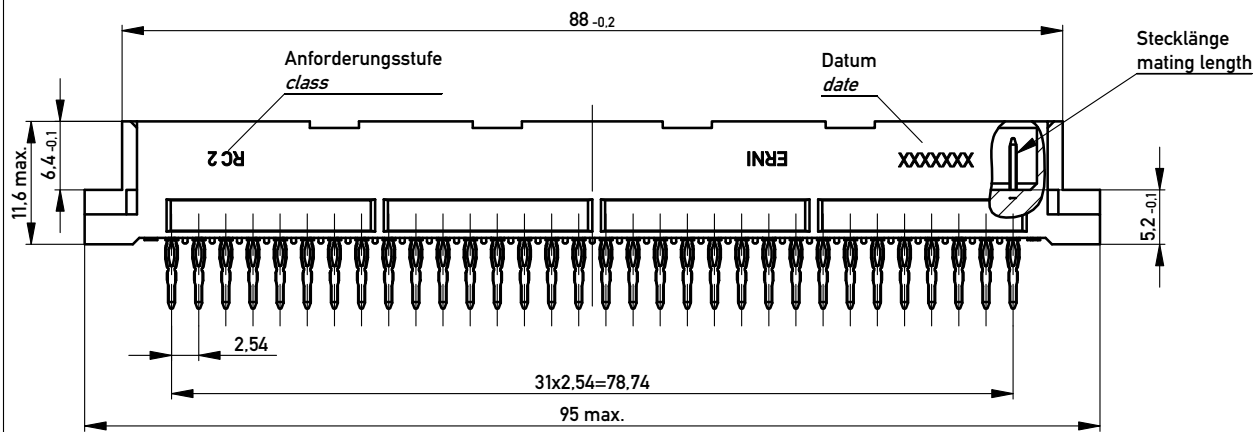 88 -0,2
Anforderungsstufe
class
Datum
date
Stecklänge
mating length
11.6 max.
6,4 -0,1
RC 2
ERNI
XXXXXXX
5.2 -0.1
2,54
31x2,54=78,74
95 max.